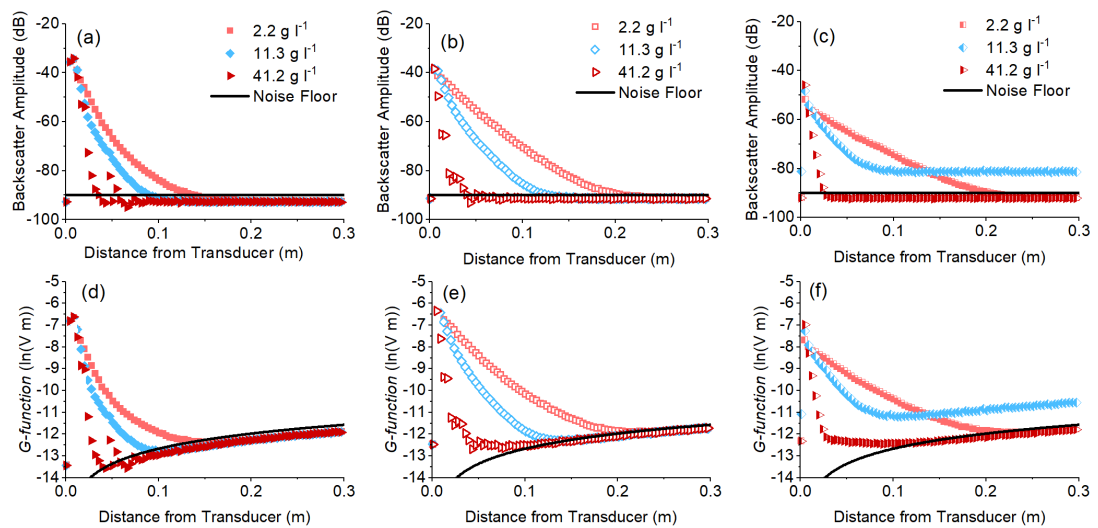 (a)
2.2 g l-1
11.3 g l-1
41.2 g l-1
Noise Floor
Backscatter Amplitude (dB)
-20
-40
-60
-80
-100
0.0 0.1 0.2 0.3
Distance from Transducer (m)
(b)
2.2 g l-1
11.3 g l-1
41.2 g l-1
Noise Floor
Backscatter Amplitude (dB)
-20
-40
-60
-80
-100
0.0 0.1 0.2 0.3
Distance from Transducer (m)
(c)
2.2 g l-1
11.3 g l-1
41.2 g l-1
Noise Floor
Backscatter Amplitude (dB)
-20
-40
-60
-80
-100
0.0 0.1 0.2 0.3
Distance from Transducer (m)
(d)
G-function (ln(V m))
-5
-6
-7
-8
-9
-10
-11
-12
-13
-14
0.0 0.1 0.2 0.3
Distance from Transducer (m)
(e)
G-function (ln(V m))
-5
-6
-7
-8
-9
-10
-11
-12
-13
-14
0.0 0.1 0.2 0.3
Distance from Transducer (m)
(f)
G-function (ln(V m))
-5
-6
-7
-8
-9
-10
-11
-12
-13
-14
0.0 0.1 0.2 0.3
Distance from Transducer (m)